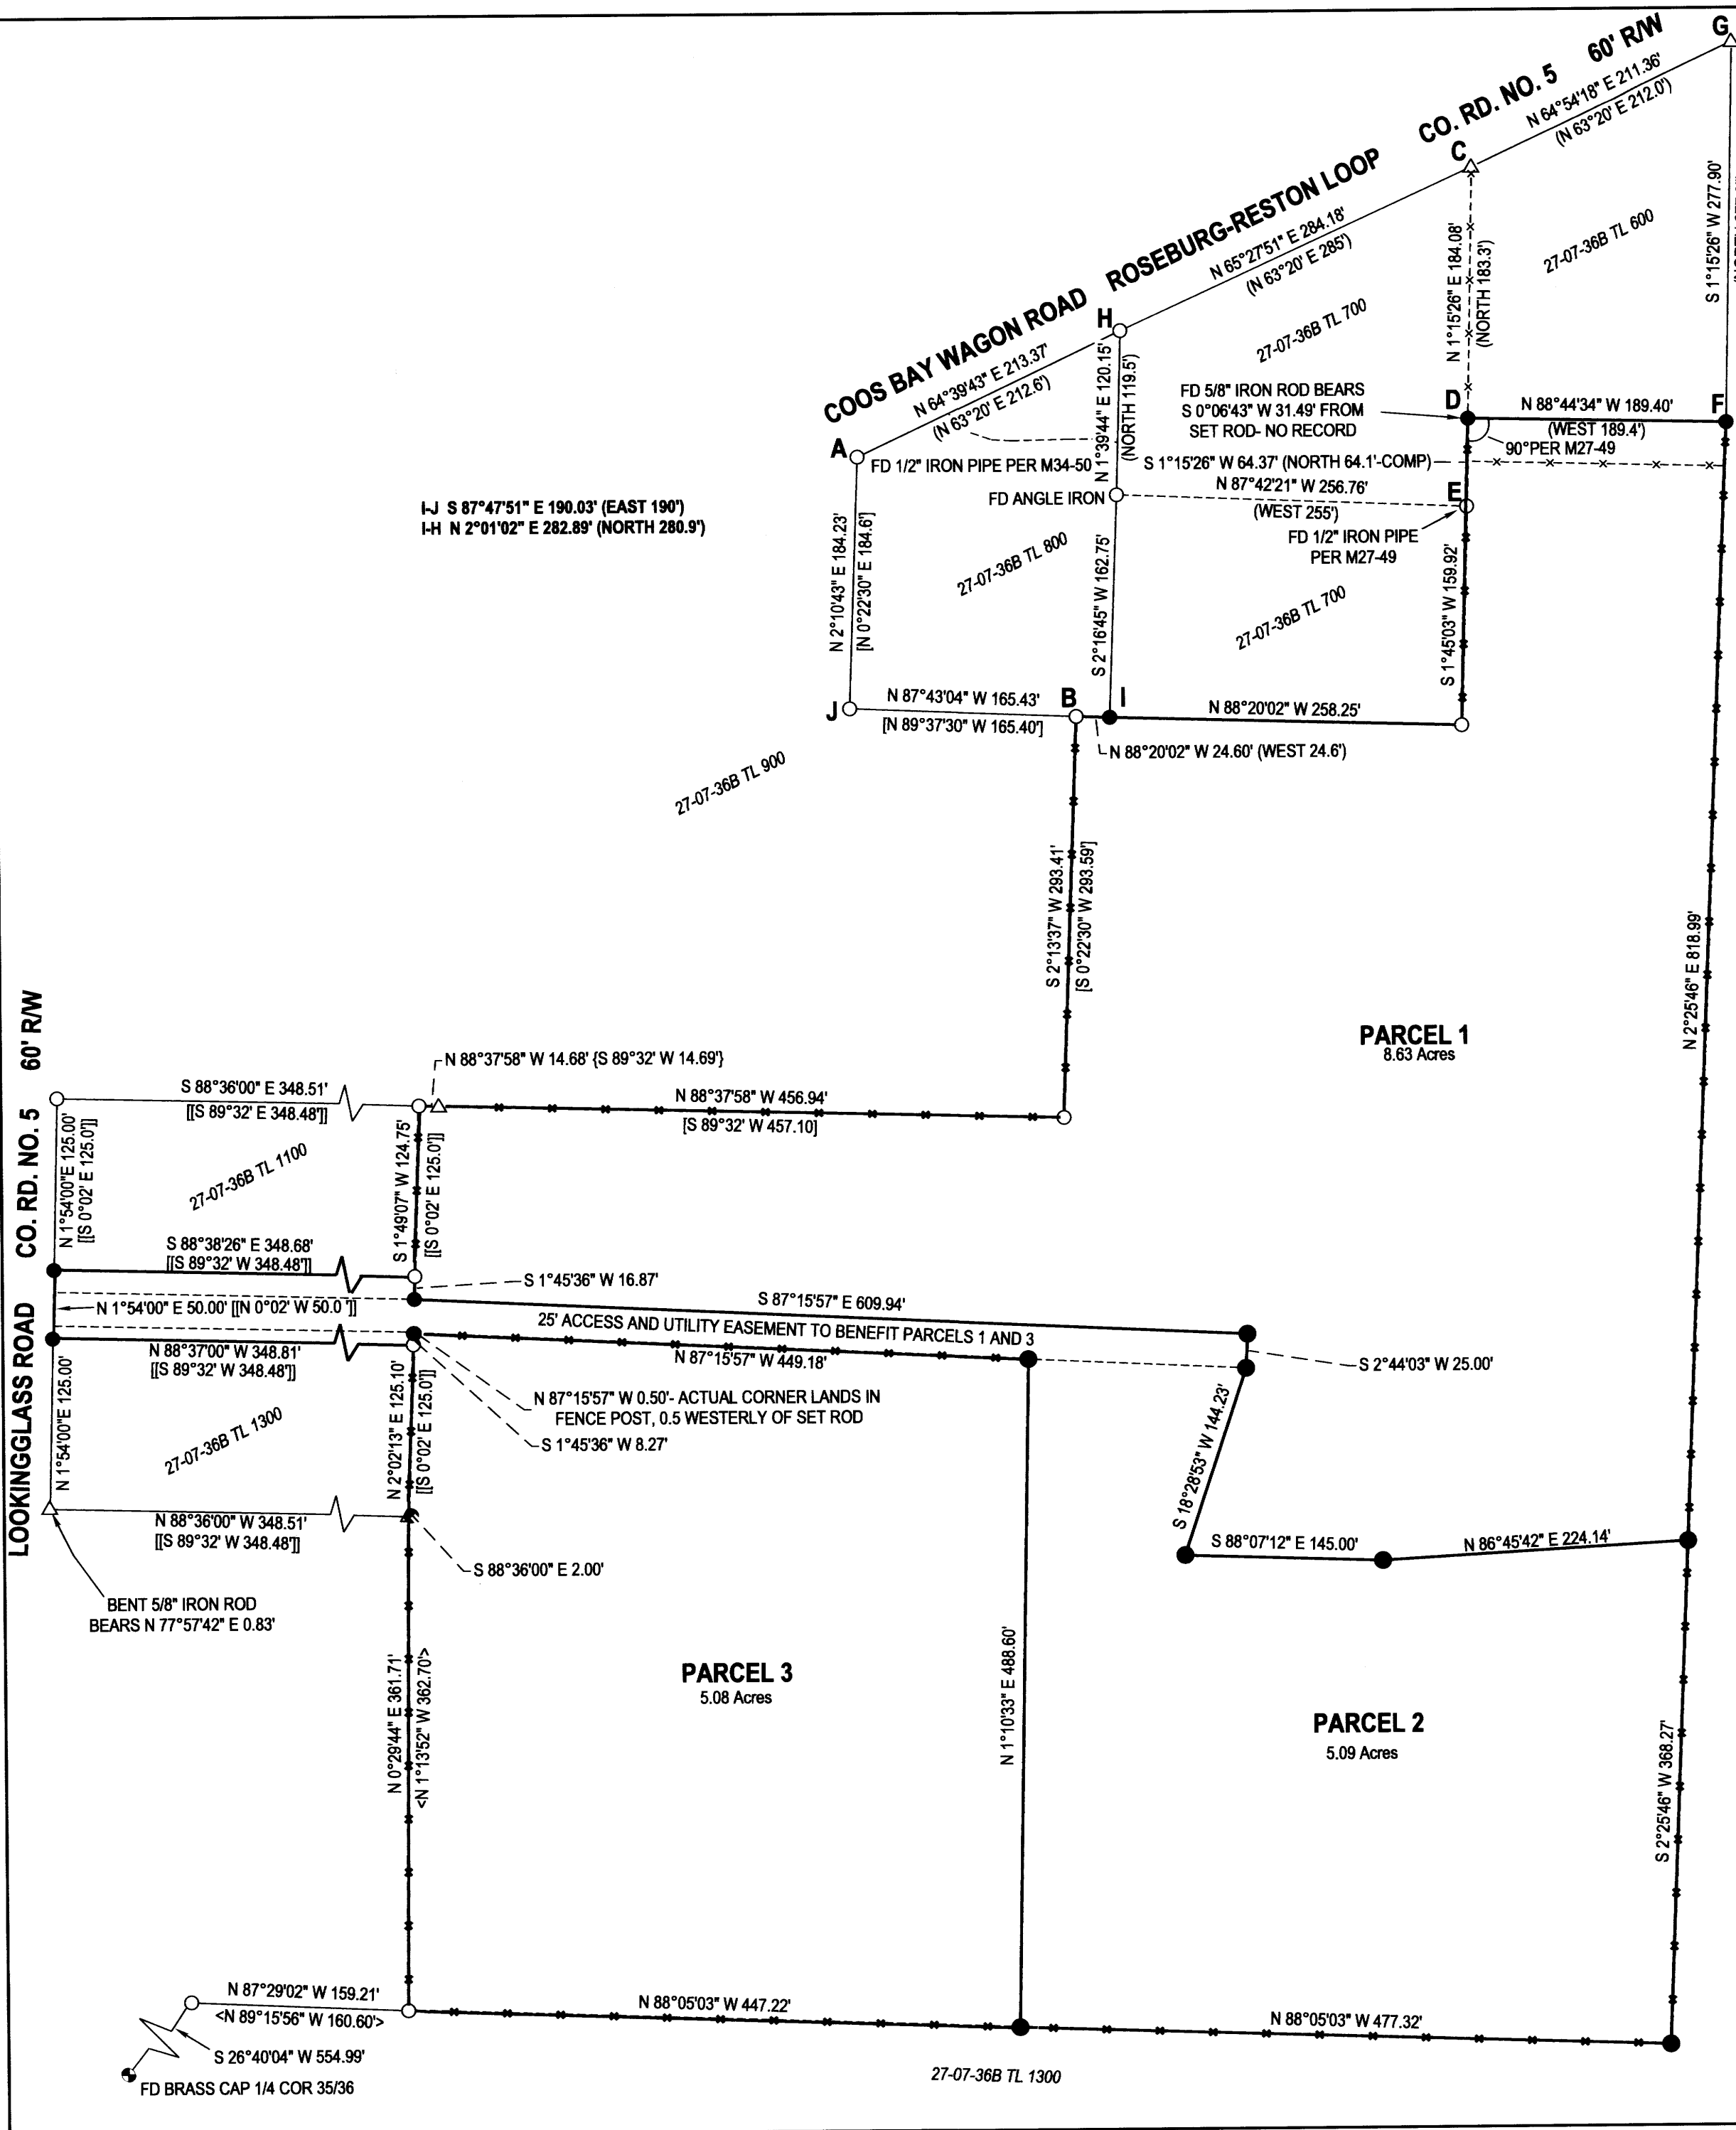 G
CO. RD. NO. 5 60' R/W
N 64°54'18" E 211.36'
(N 63°20' E 212.0')
C
COOS BAY WAGON ROAD ROSEBURG-RESTON LOOP
N 65°27'51" E 284.18'
(N 63°20' E 285')
S 1°15'26" W 277.90'
27-07-36B TL 600
N 1°15'26" E 184.08'
(NORTH 183.3')
H
27-07-36B TL 700
N 64°39'43" E 213.37'
(N 63°20' E 212.6')
N 1°39'44" E 120.15'
(NORTH 119.5')
FD 5/8" IRON ROD BEARS
S 0°06'43" W 31.49' FROM
SET ROD- NO RECORD
D
N 88°44'34" W 189.40'
(WEST 189.4')
F
90°PER M27-49
A
FD 1/2" IRON PIPE PER M34-50
S 1°15'26" W 64.37' (NORTH 64.1'-COMP)
FD ANGLE IRON
N 87°42'21" W 256.76'
(WEST 255')
E
FD 1/2" IRON PIPE
PER M27-49
I-J S 87°47'51" E 190.03' (EAST 190')
I-H N 2°01'02" E 282.89' (NORTH 280.9')
N 2°10'43" E 184.23'
[N 0°22'30" E 184.6']
27-07-36B TL 800
S 2°16'45" W 162.75'
27-07-36B TL 700
S 1°45'03" W 159.92'
J
N 87°43'04" W 165.43'
[N 89°37'30" W 165.40']
B
I
N 88°20'02" W 258.25'
N 88°20'02" W 24.60' (WEST 24.6')
27-07-36B TL 900
S 2°13'37" W 293.41'
[S 0°22'30" W 293.59']
N 2°25'46" E 818.99'
PARCEL 1
8.63 Acres
LOOKINGGLASS ROAD CO. RD. NO. 5 60' R/W
N 88°37'58" W 14.68' {S 89°32' W 14.69'}
S 88°36'00" E 348.51'
[[S 89°32' E 348.48']]
N 88°37'58" W 456.94'
[S 89°32' W 457.10]
N 1°54'00"E 125.00'
[[S 0°02' E 125.0']]
27-07-36B TL 1100
S 1°49'07" W 124.75'
[[S 0°02' E 125.0']]
S 88°38'26" E 348.68'
[[S 89°32' W 348.48']]
S 1°45'36" W 16.87'
N 1°54'00" E 50.00' [[N 0°02' W 50.0 ']]
S 87°15'57" E 609.94'
25' ACCESS AND UTILITY EASEMENT TO BENEFIT PARCELS 1 AND 3
N 88°37'00" W 348.81'
[[S 89°32' W 348.48']]
N 87°15'57" W 449.18'
S 2°44'03" W 25.00'
N 87°15'57" W 0.50'- ACTUAL CORNER LANDS IN
FENCE POST, 0.5 WESTERLY OF SET ROD
S 1°45'36" W 8.27'
N 1°54'00"E 125.00'
27-07-36B TL 1300
N 2°02'13" E 125.10'
[[S 0°02' E 125.0']]
S 18°28'53" W 144.23'
N 88°36'00" W 348.51'
[[S 89°32' W 348.48']]
S 88°07'12" E 145.00'
N 86°45'42" E 224.14'
S 88°36'00" E 2.00'
BENT 5/8" IRON ROD
BEARS N 77°57'42" E 0.83'
N 0°29'44" E 361.71'
<N 1°13'52" W 362.70'>
PARCEL 3
5.08 Acres
N 1°10'33" E 488.60'
PARCEL 2
5.09 Acres
S 2°25'46" W 368.27'
N 87°29'02" W 159.21'
<N 89°15'56" W 160.60'>
N 88°05'03" W 447.22'
N 88°05'03" W 477.32'
S 26°40'04" W 554.99'
FD BRASS CAP 1/4 COR 35/36
27-07-36B TL 1300